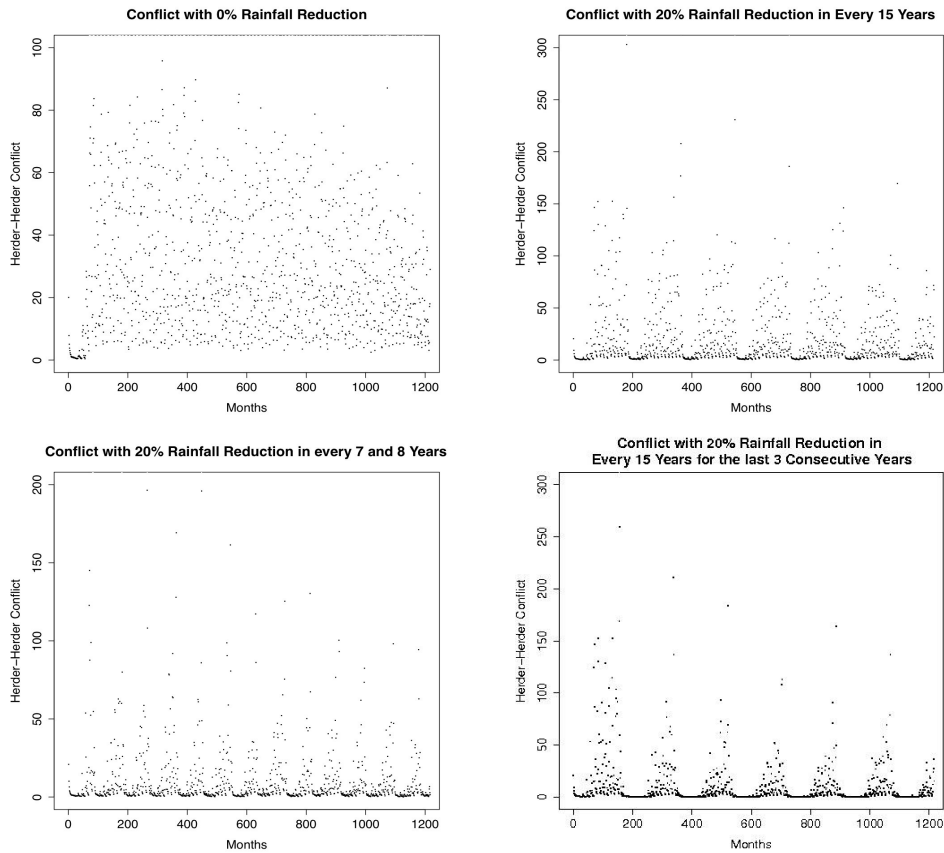 Conflict with 0% Rainfall Reduction
100
80
60
40
20
0
Herder−Herder Conflict
0 200 400 600 800 1000 1200
Months
Conflict with 20% Rainfall Reduction in Every 15 Years
300
250
200
150
100
50
0
Herder−Herder Conflict
0 200 400 600 800 1000 1200
Months
Conflict with 20% Rainfall Reduction in every 7 and 8 Years
200
150
100
50
0
Herder−Herder Conflict
0 200 400 600 800 1000 1200
Months
Conflict with 20% Rainfall Reduction in
Every 15 Years for the last 3 Consecutive Years
300
250
200
150
100
50
0
Herder−Herder Conflict
0 200 400 600 800 1000 1200
Months